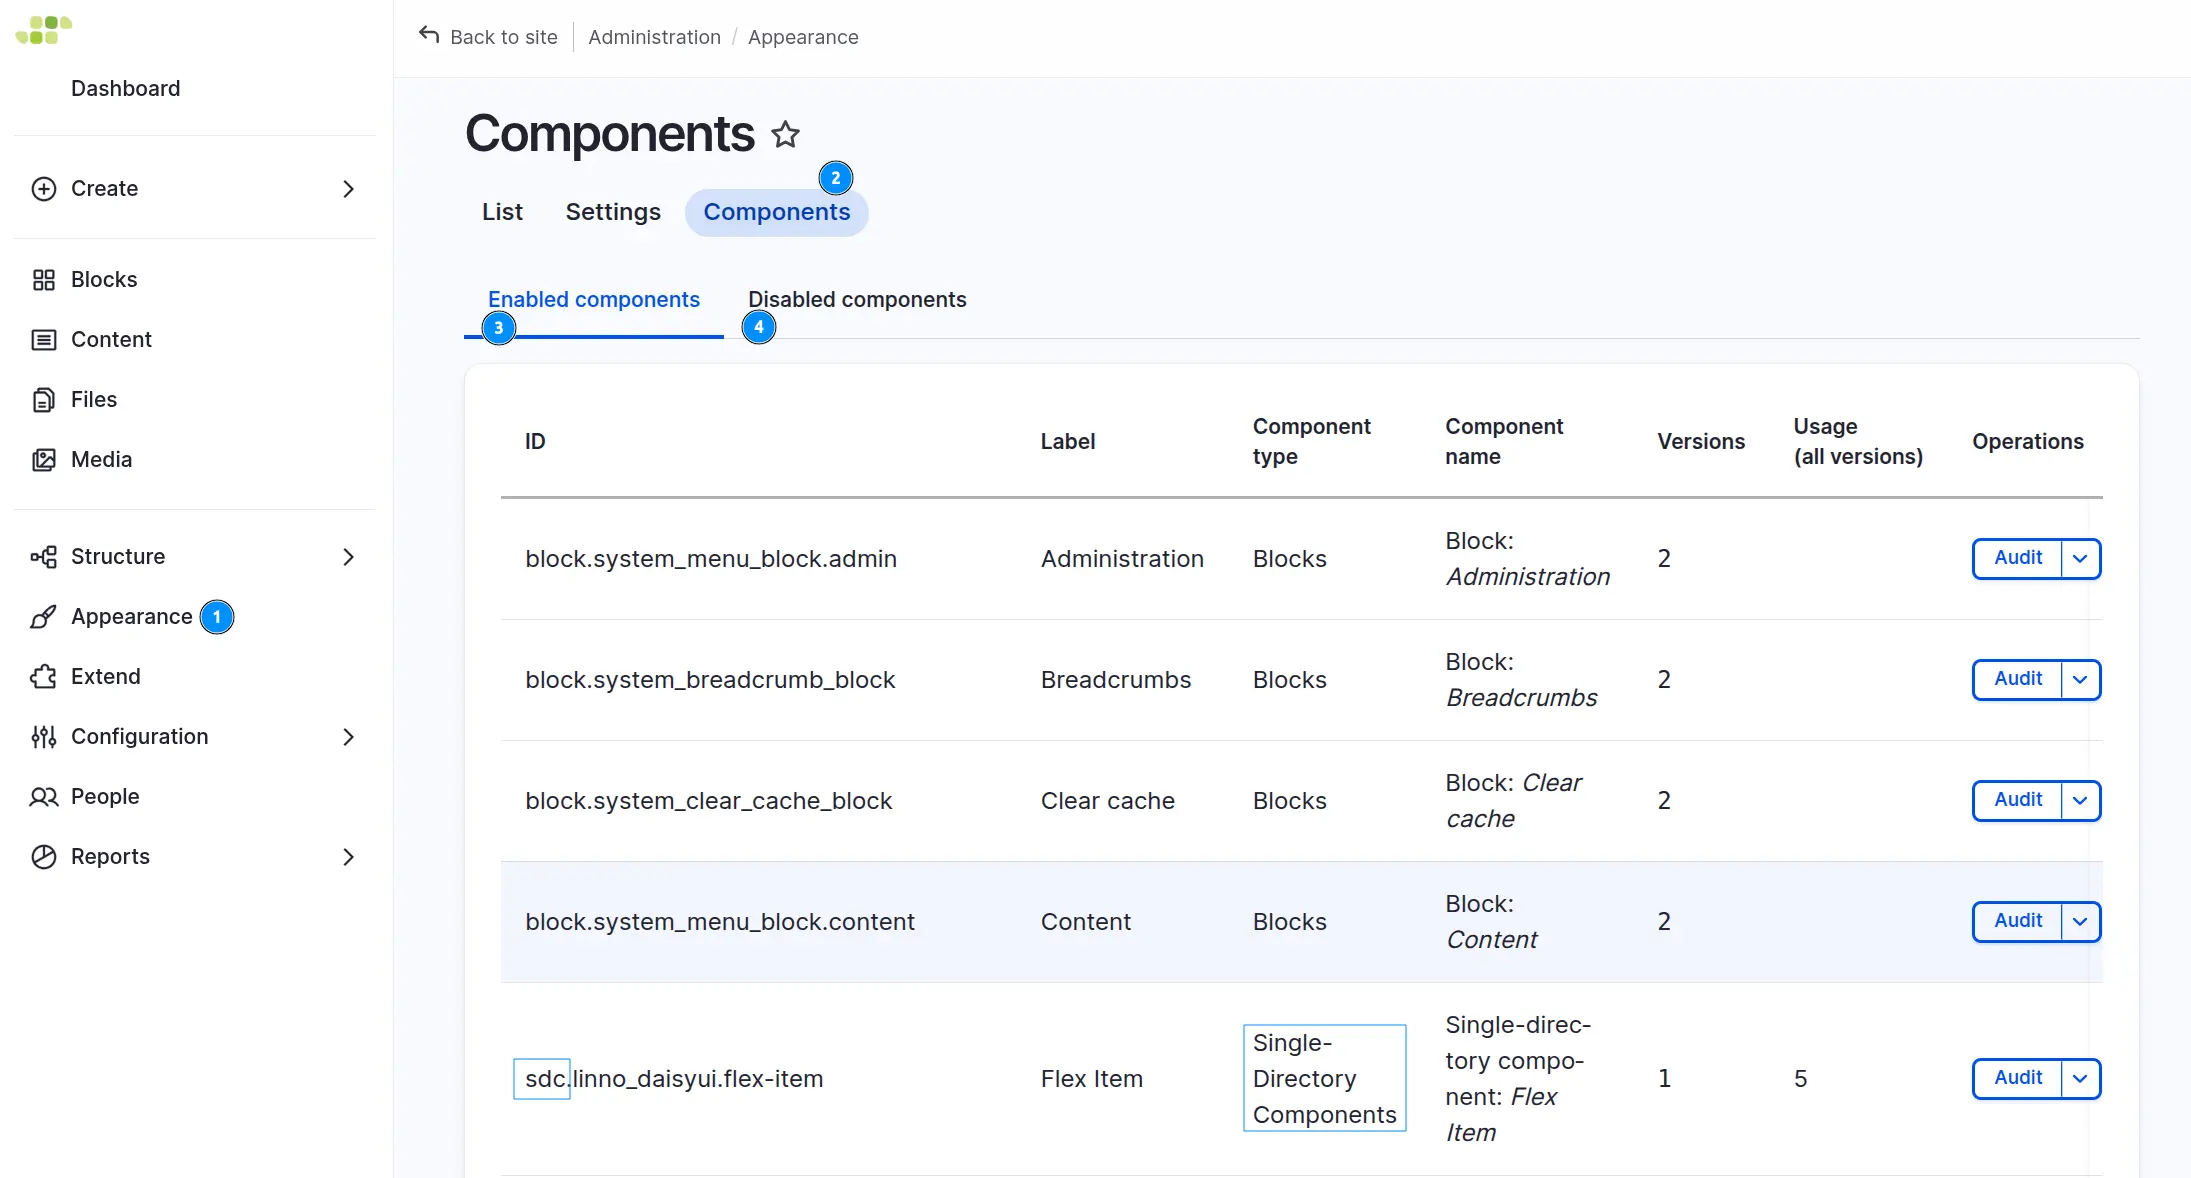 Back to site
Administration / Appearance
Dashboard
Create
Blocks
Content
Files
Media
Structure
Appearance 1
Extend
Configuration
People
Reports
Components
2
List
Settings
Components
Enabled components
Disabled components
3
4
ID
Label
Component
type
Component
name
Versions
Usage
(all versions)
Operations
block.system_menu_block.admin
Administration
Blocks
Block:
Administration
2
Audit
block.system_breadcrumb_block
Breadcrumbs
Blocks
Block:
Breadcrumbs
2
Audit
block.system_clear_cache_block
Clear cache
Blocks
Block: Clear
cache
2
Audit
block.system_menu_block.content
Content
Blocks
Block:
Content
2
Audit
sdc.linno_daisyui.flex-item
Flex Item
Single-
Directory
Components
Single-direc-
tory compo-
nent: Flex
Item
1
5
Audit